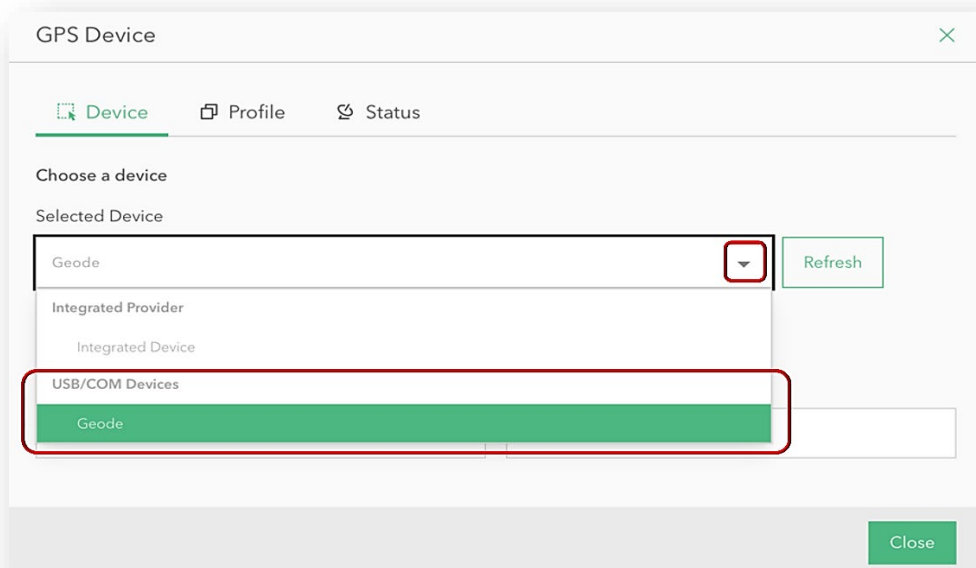 GPS Device
Device Profile Status
Choose a device
Selected Device
Geode Refresh
Integrated Provider
Integrated Device
USB/COM Devices
Geode
Close